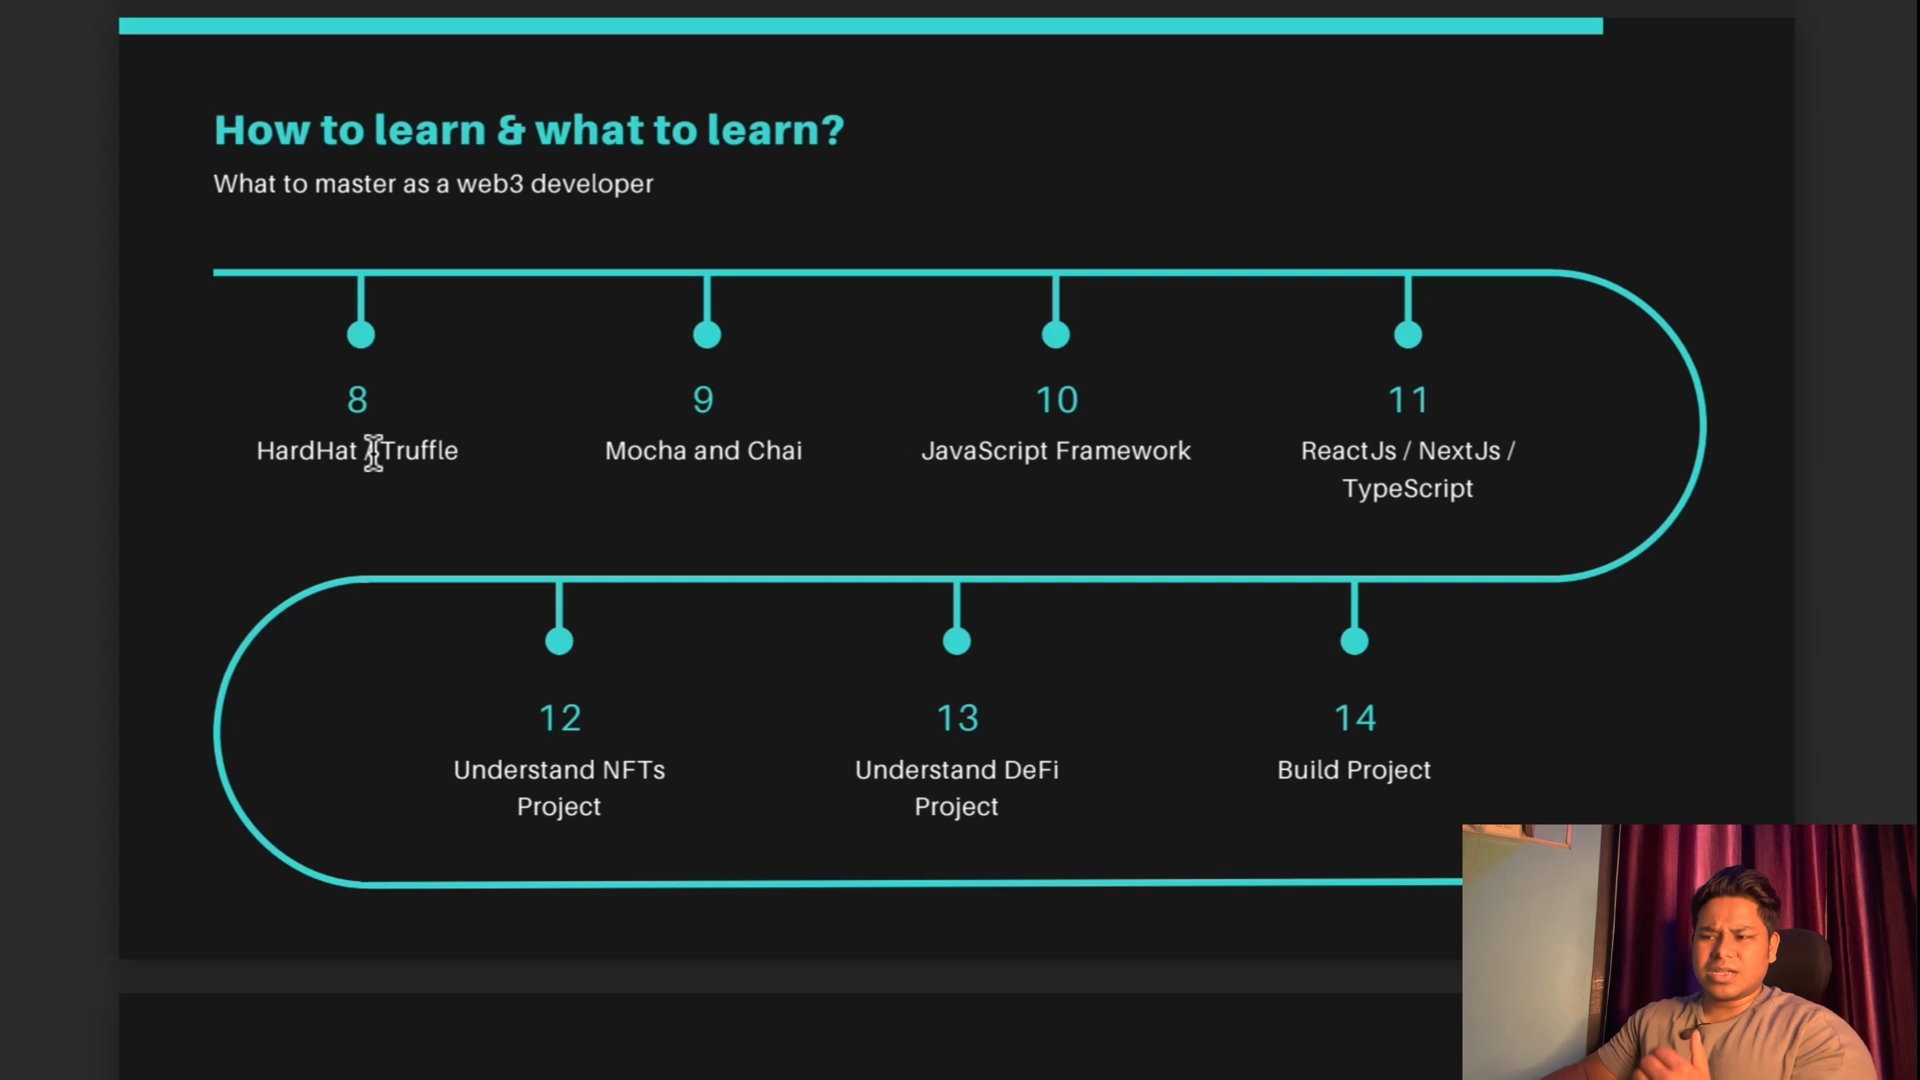 How to learn & what to learn?
What to master as a web3 developer
8
HardHat / Truffle
9
Mocha and Chai
10
JavaScript Framework
11
ReactJs / NextJs /
TypeScript
12
Understand NFTs
Project
13
Understand DeFi
Project
14
Build Project